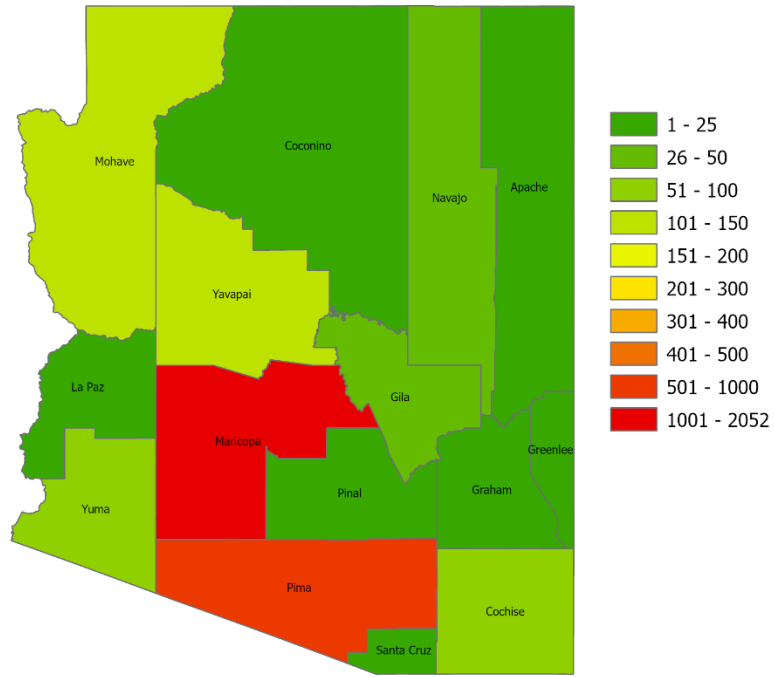 Mohave
Coconino
Navajo
Apache
Yavapai
La Paz
Gila
Maricopa
Greenlee
Yuma
Pinal
Graham
Pima
Cochise
Santa Cruz
1 - 25
26 - 50
51 - 100
101 - 150
151 - 200
201 - 300
301 - 400
401 - 500
501 - 1000
1001 - 2052